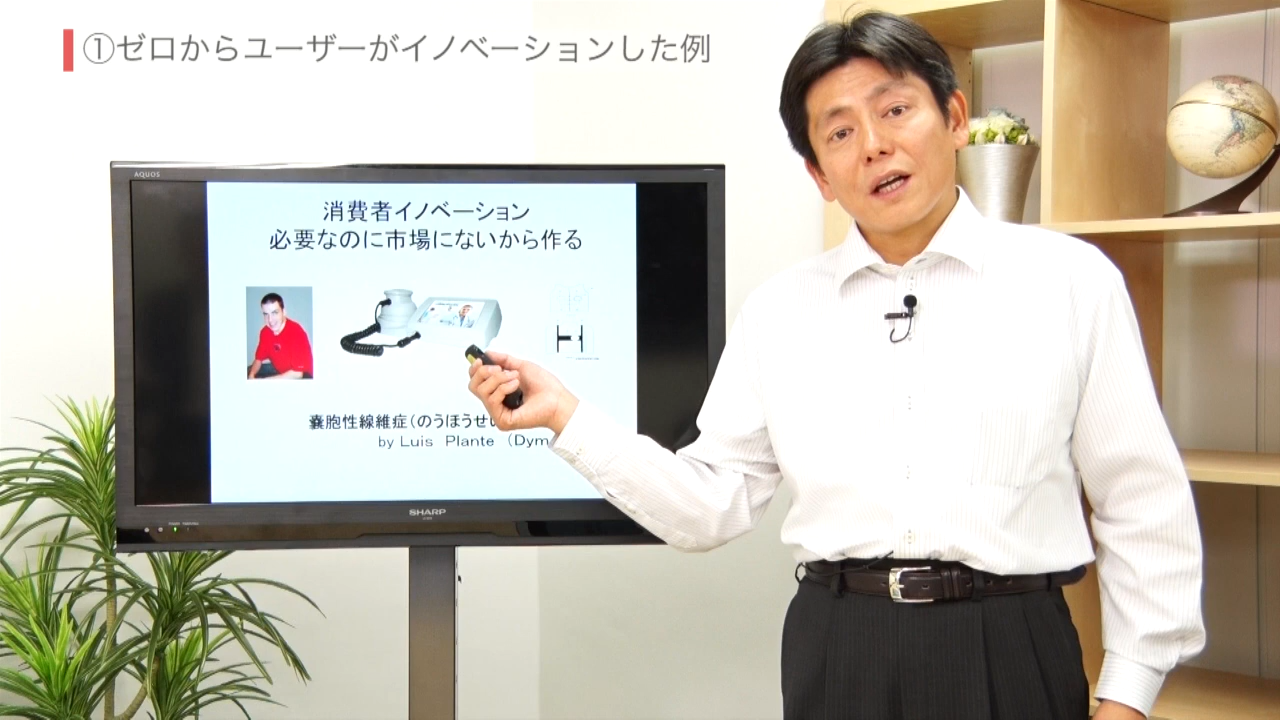 ①ゼロからユーザーがイノベーションした例
AQUOS
消費者イノベーション
必要なのに市場にないから作る
嚢胞性線維症(のうほうせい
by Luis Plante (Dym
SHARP